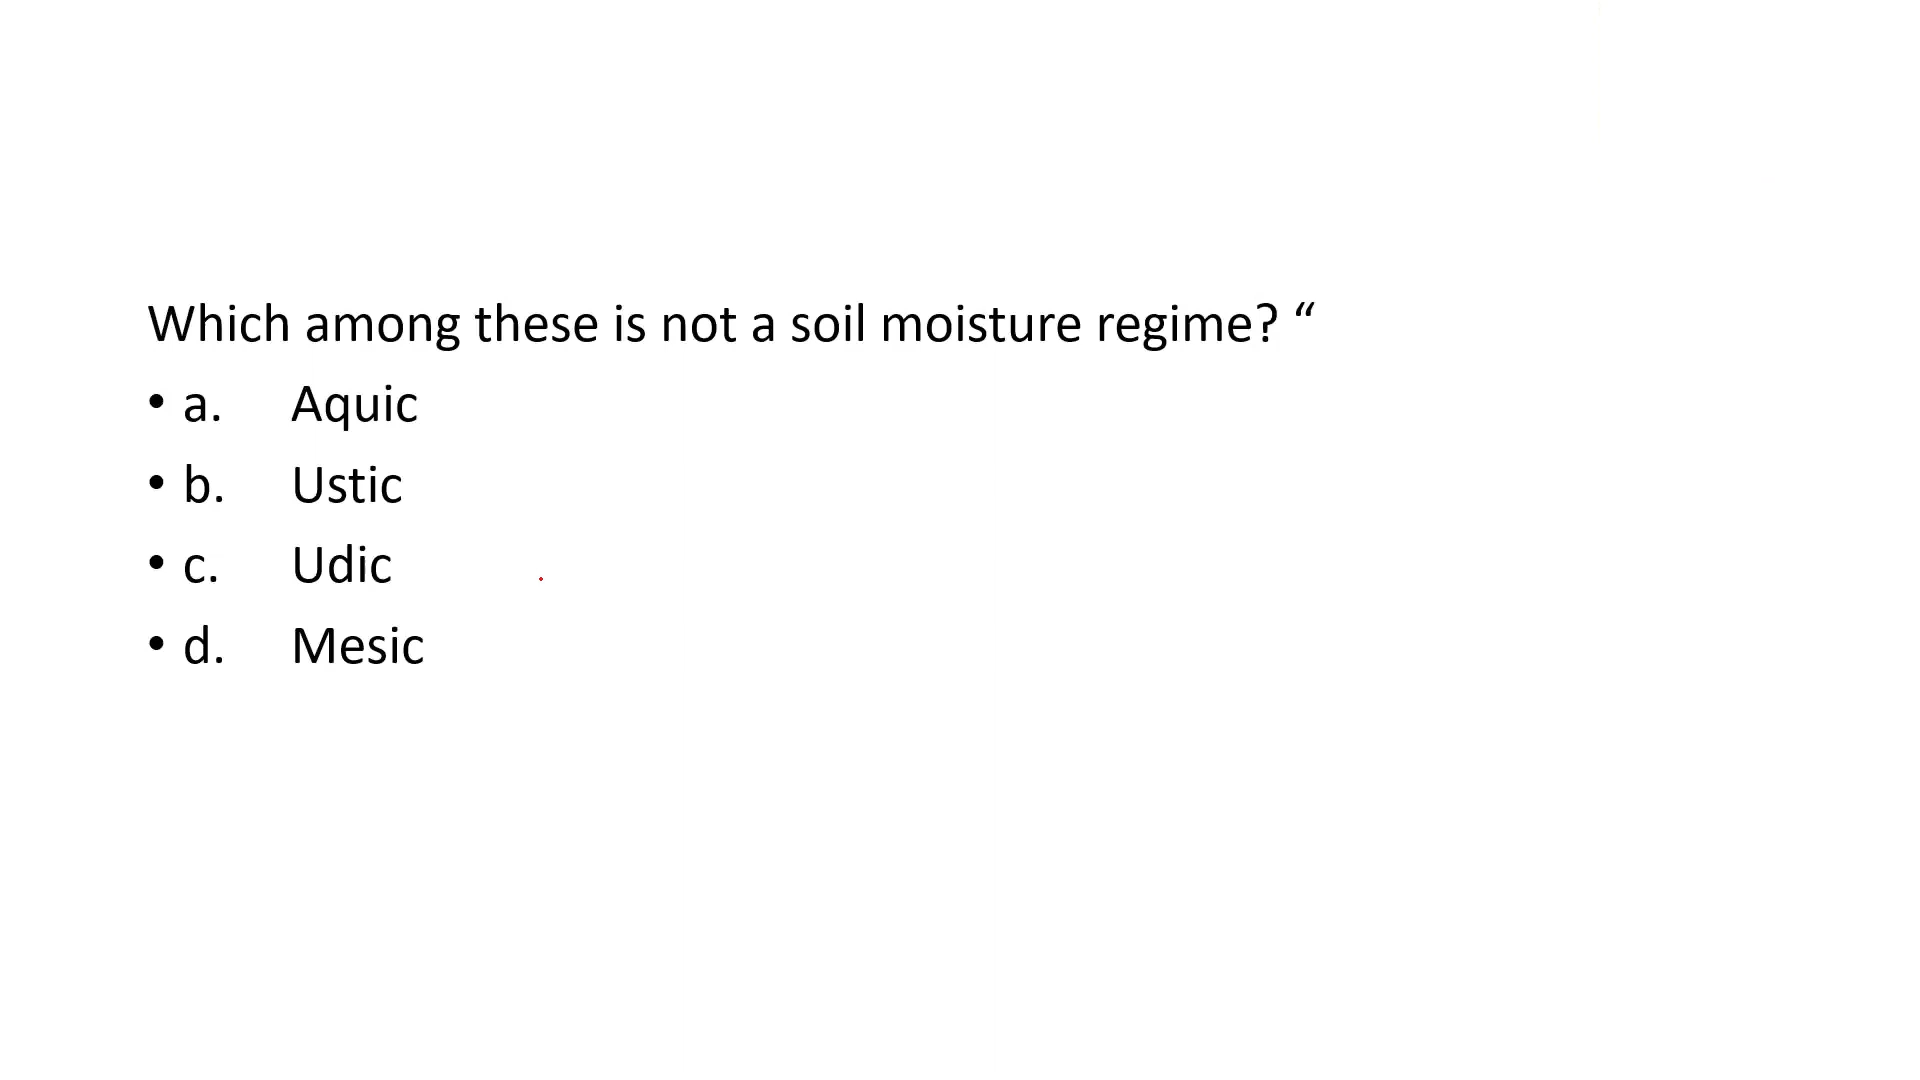 Which among these is not a soil moisture regime? “
• a. Aquic
• b. Ustic
• c. Udic
• d. Mesic